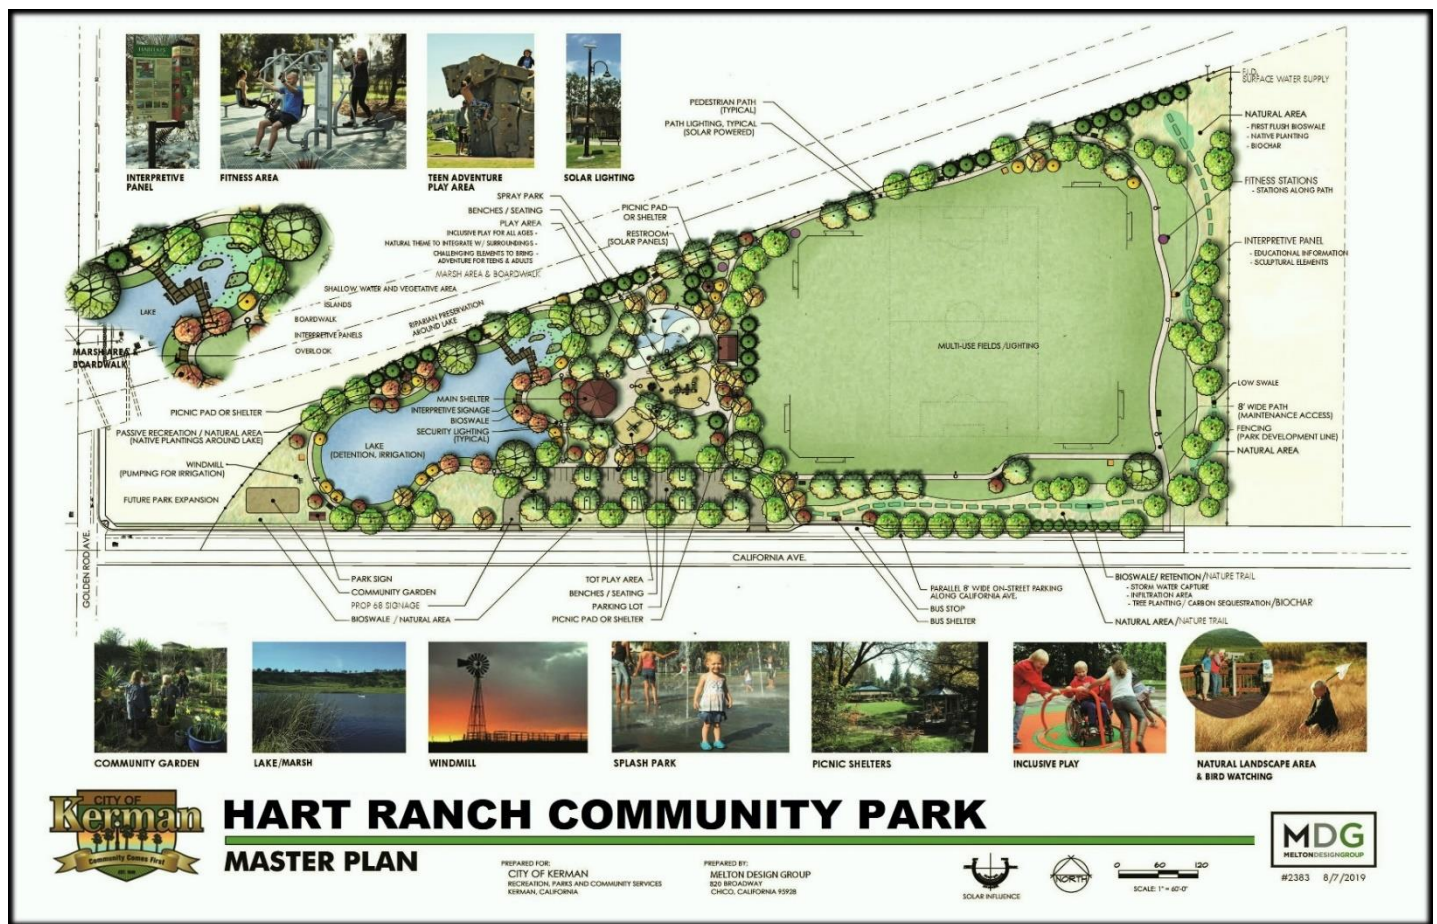 HABITATS
INTERPRETIVE
PANEL
FITNESS AREA
TEEN ADVENTURE
PLAY AREA
SOLAR LIGHTING
PEDESTRIAN PATH
(TYPICAL)
PATH LIGHTING, TYPICAL
(SOLAR POWERED)
SPRAY PARK
BENCHES / SEATING
PLAY AREA
INCLUSIVE PLAY FOR ALL AGES -
NATURAL THEME TO INTEGRATE W/ SURROUNDINGS -
CHALLENGING ELEMENTS TO BRING -
ADVENTURE FOR TEENS & ADULTS
MARSH AREA & BOARDWALK
PICNIC PAD
OR SHELTER
RESTROOM
(SOLAR PANELS)
F.I.D.
SURFACE WATER SUPPLY
NATURAL AREA
- FIRST FLUSH BIOSWALE
- NATIVE PLANTING
- BIOCHAR
FITNESS STATIONS
- STATIONS ALONG PATH
INTERPRETIVE PANEL
- EDUCATIONAL INFORMATION
- SCULPTURAL ELEMENTS
LOW SWALE
8' WIDE PATH
(MAINTENANCE ACCESS)
FENCING
(PARK DEVELOPMENT LINE)
NATURAL AREA
LAKE
SHALLOW WATER AND VEGETATIVE AREA
ISLANDS
BOARDWALK
INTERPRETIVE PANELS
OVERLOOK
MARSH AREA &
BOARDWALK
RIPARIAN PRESERVATION
AROUND LAKE
MULTI-USE FIELDS /LIGHTING
PICNIC PAD OR SHELTER
PASSIVE RECREATION / NATURAL AREA
(NATIVE PLANTINGS AROUND LAKE)
WINDMILL
(PUMPING FOR IRRIGATION)
FUTURE PARK EXPANSION
MAIN SHELTER
INTERPRETIVE SIGNAGE
BIOSWALE
SECURITY LIGHTING
(TYPICAL)
LAKE
(DETENTION, IRRIGATION)
GOLDEN ROD AVE.
CALIFORNIA AVE.
PARK SIGN
COMMUNITY GARDEN
PROP 68 SIGNAGE
BIOSWALE / NATURAL AREA
TOT PLAY AREA
BENCHES / SEATING
PARKING LOT
PICNIC PAD OR SHELTER
PARALLEL 8' WIDE ON-STREET PARKING
ALONG CALIFORNIA AVE.
BUS STOP
BUS SHELTER
BIOSWALE/ RETENTION/NATURE TRAIL
- STORM WATER CAPTURE
- INFILTRATION AREA
- TREE PLANTING/ CARBON SEQUESTRATION/BIOCHAR
NATURAL AREA/NATURE TRAIL
COMMUNITY GARDEN
LAKE/MARSH
WINDMILL
SPLASH PARK
PICNIC SHELTERS
INCLUSIVE PLAY
NATURAL LANDSCAPE AREA
& BIRD WATCHING
CITY OF
Kerman
Community Comes First
HART RANCH COMMUNITY PARK
MASTER PLAN
PREPARED FOR:
CITY OF KERMAN
RECREATION, PARKS AND COMMUNITY SERVICES
KERMAN, CALIFORNIA
PREPARED BY:
MELTON DESIGN GROUP
820 BROADWAY
CHICO, CALIFORNIA 95928
SOLAR INFLUENCE
NORTH
0 60 120
SCALE: 1" = 60'-0"
MDG
MELTONDESIGNGROUP
#2383 8/7/2019